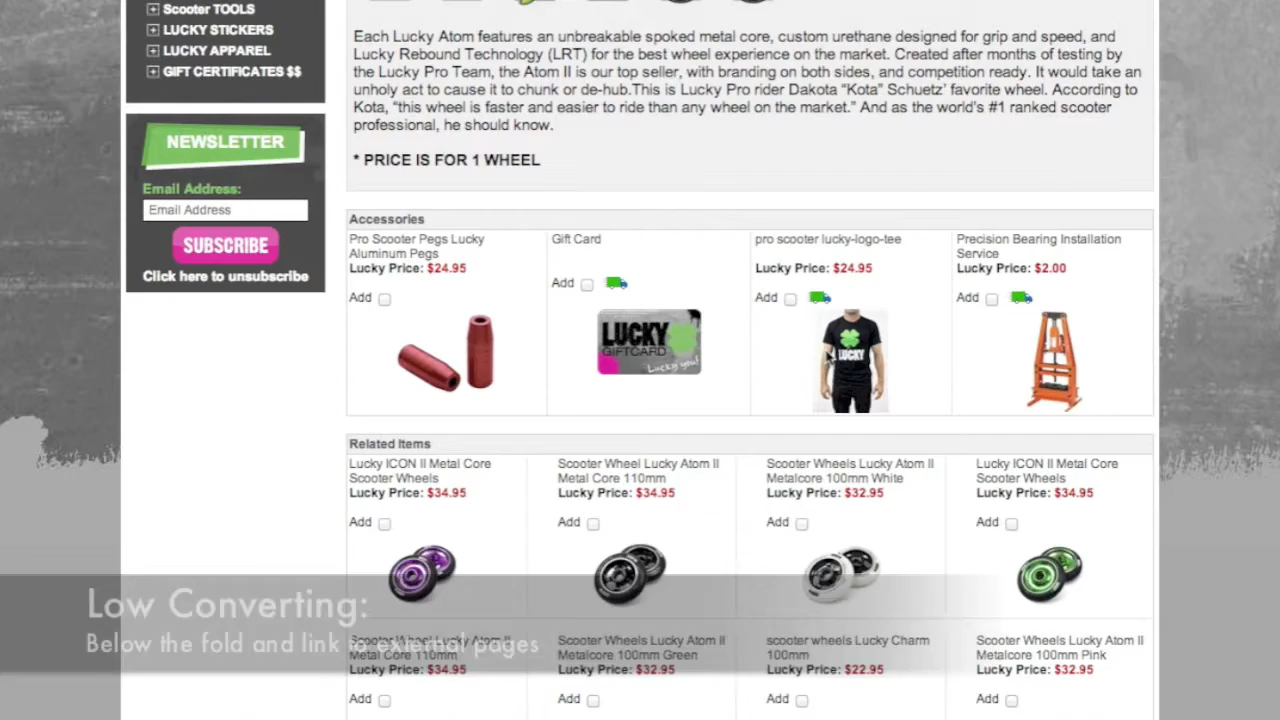 Scooter TOOLS
LUCKY STICKERS
LUCKY APPAREL
GIFT CERTIFICATES $$
NEWSLETTER
Email Address:
Email Address
SUBSCRIBE
Click here to unsubscribe
Each Lucky Atom features an unbreakable spoked metal core, custom urethane designed for grip and speed, and
Lucky Rebound Technology (LRT) for the best wheel experience on the market. Created after months of testing by
the Lucky Pro Team, the Atom II is our top seller, with branding on both sides, and competition ready. It would take an
unholy act to cause it to chunk or de-hub.This is Lucky Pro rider Dakota “Kota” Schuetz’ favorite wheel. According to
Kota, “this wheel is faster and easier to ride than any wheel on the market.” And as the world’s #1 ranked scooter
professional, he should know.
* PRICE IS FOR 1 WHEEL
Accessories
Pro Scooter Pegs Lucky
Aluminum Pegs
Lucky Price: $24.95
Add
Gift Card
Add
LUCKY
GIFTCARD
Lucky you!
pro scooter lucky-logo-tee
Lucky Price: $24.95
Add
LUCKY
Precision Bearing Installation
Service
Lucky Price: $2.00
Add
Related Items
Lucky ICON II Metal Core
Scooter Wheels
Lucky Price: $34.95
Add
Scooter Wheel Lucky Atom II
Metal Core 110mm
Lucky Price: $34.95
Add
Scooter Wheels Lucky Atom II
Metalcore 100mm White
Lucky Price: $32.95
Add
Lucky ICON II Metal Core
Scooter Wheels
Lucky Price: $34.95
Add
Low Converting:
Below the fold and link to external pages
Scooter Wheel Lucky Atom II
Metal Core 110mm
Lucky Price: $34.95
Add
Scooter Wheels Lucky Atom II
Metalcore 100mm Green
Lucky Price: $32.95
Add
scooter wheels Lucky Charm
100mm
Lucky Price: $22.95
Add
Scooter Wheels Lucky Atom II
Metalcore 100mm Pink
Lucky Price: $32.95
Add